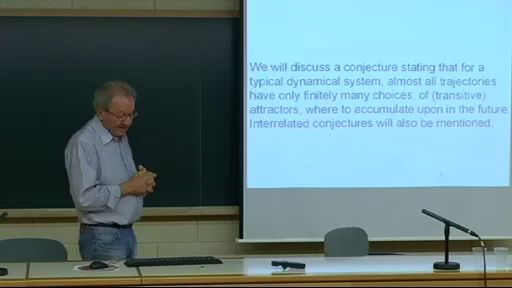 We will discuss a conjecture stating that for a
typical dynamical system, almost all trajectories
have only finitely many choices, of (transitive)
attractors, where to accumulate upon in the future.
Interrelated conjectures will also be mentioned.